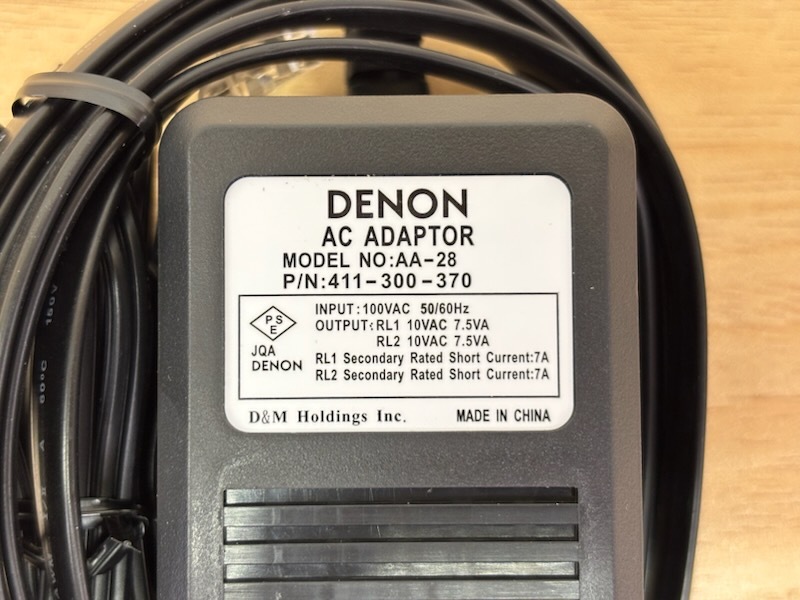 DENON
AC ADAPTOR
MODEL NO:AA-28
P/N:411-300-370
PSE
JQA
DENON
INPUT:100VAC 50/60Hz
OUTPUT:RL1 10VAC 7.5VA
RL2 10VAC 7.5VA
RL1 Secondary Rated Short Current:7A
RL2 Secondary Rated Short Current:7A
D&M Holdings Inc.
MADE IN CHINA
60°C 150V